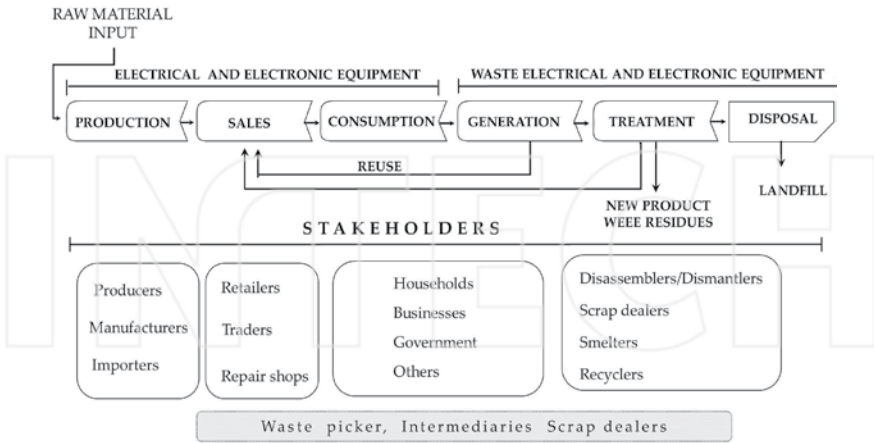 RAW MATERIAL
INPUT
ELECTRICAL AND ELECTRONIC EQUIPMENT
WASTE ELECTRICAL AND ELECTRONIC EQUIPMENT
PRODUCTION
SALES
CONSUMPTION
GENERATION
TREATMENT
DISPOSAL
REUSE
LANDFILL
NEW PRODUCT
WEEE RESIDUES
STAKEHOLDERS
Producers
Manufacturers
Importers
Retailers
Traders
Repair shops
Households
Businesses
Government
Others
Disassemblers/Dismantlers
Scrap dealers
Smelters
Recyclers
Waste picker, Intermediaries Scrap dealers
INTECH